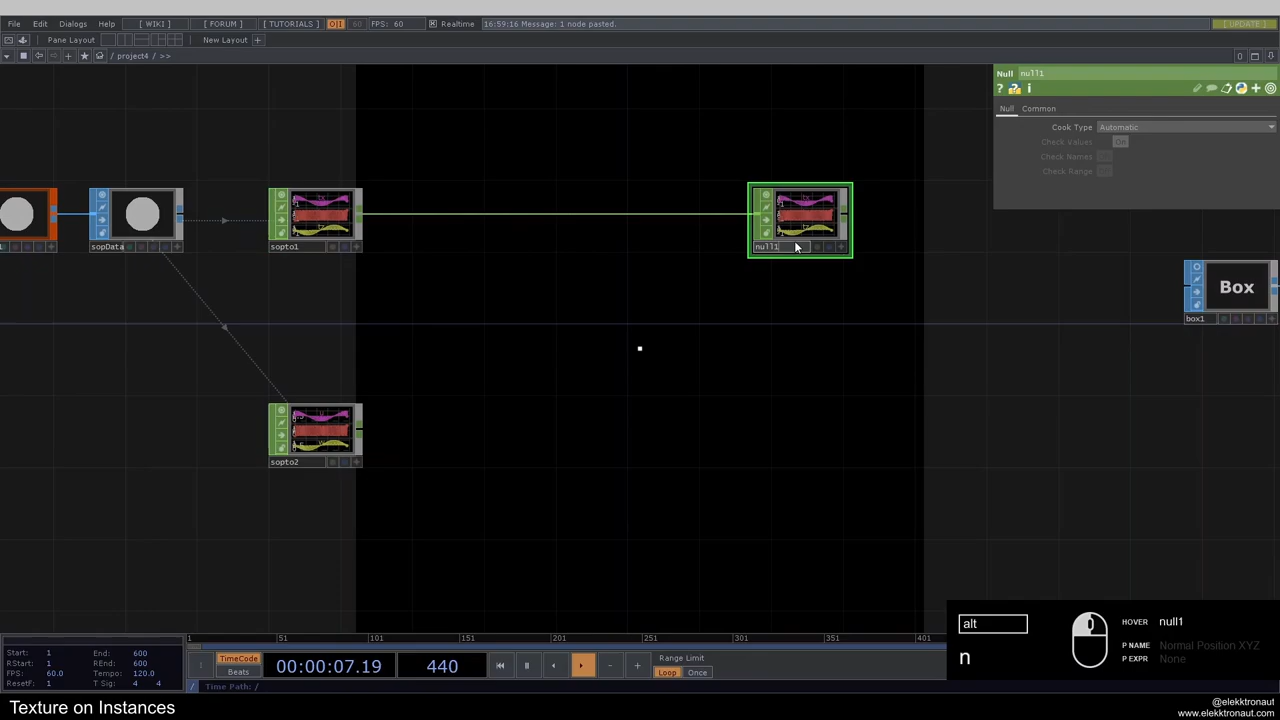 File Edit Dialogs Help [ WIKI ] [ FORUM ] [ TUTORIALS ] O|I 60 FPS: 60 Realtime 16:59:16 Message: 1 node pasted. [ UPDATE ]
Pane Layout New Layout +
/ project4 / >>
Null null1
Null Common
Cook Type Automatic
Check Values On
Check Names
Check Range
sopData
sopto1
null1
Box
box1
sopto2
alt
n
HOVER null1
P NAME Normal Position XYZ
P EXPR None
1 51 101 151 201 251 301 351 401
Start: 1 End: 600
RStart: 1 REnd: 600
FPS: 60.0 Tempo: 120.0
ResetF: 1 T Sig: 4 4
TimeCode
Beats
00:00:07.19
440
Range Limit
Loop Once
/ Time Path: /
Texture on Instances
@elekktronaut
www.elekktronaut.com